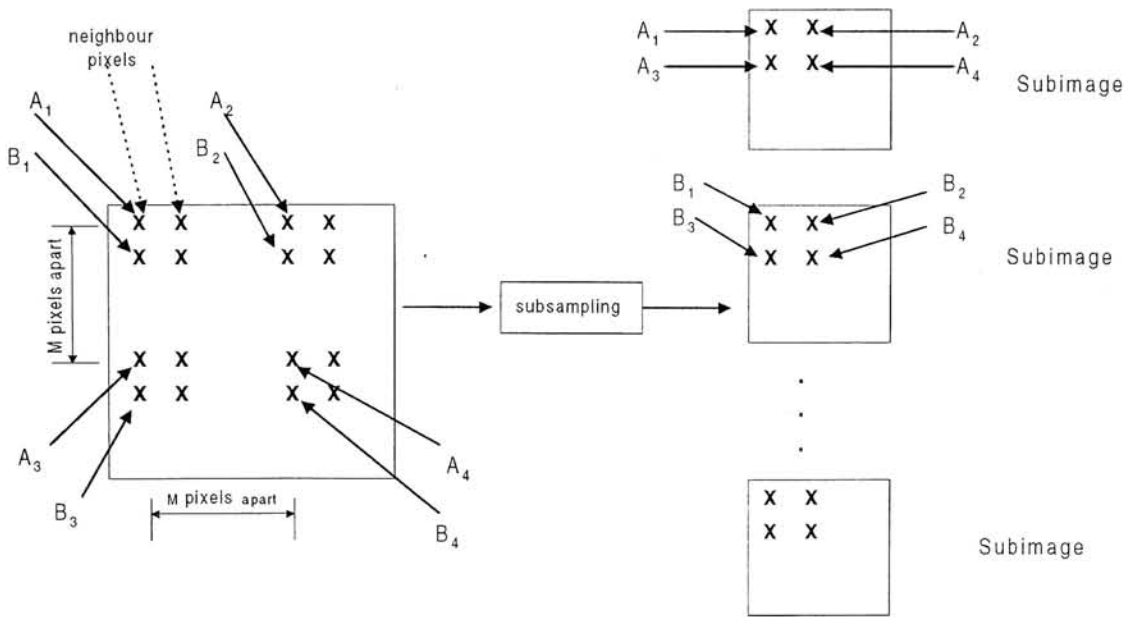 neighbour
pixels
A₁
B₁
A₂
B₂
X X X X
X X X X
M pixels apart
X X X X
X X X X
A₃
B₃
A₄
B₄
M pixels apart
subsampling
A₁ X X A₂
A₃ X X A₄
Subimage
B₁ X X B₂
B₃ X X B₄
Subimage
X X
X X
Subimage